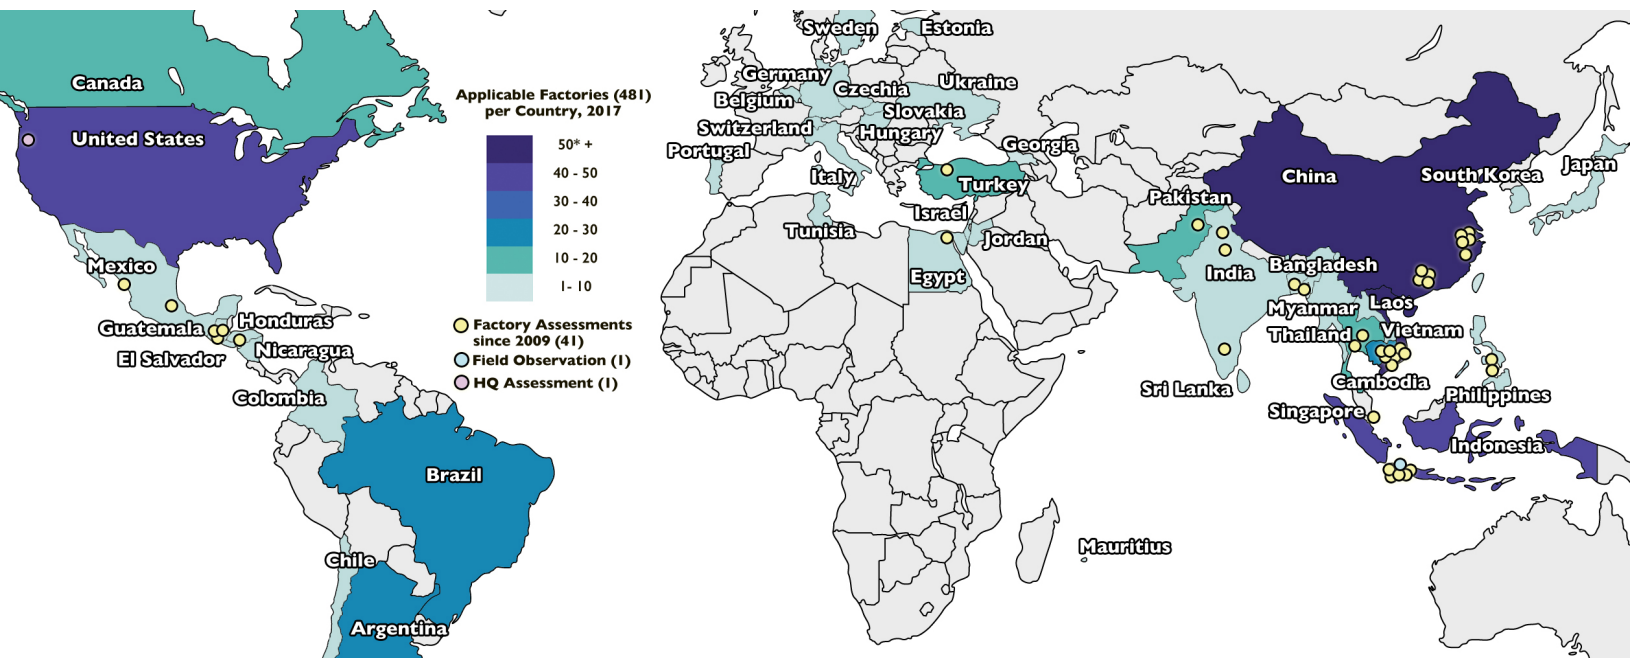 Sweden
Estonia
Canada
Germany
Czechia
Ukraine
Applicable Factories (481)
per Country, 2017
Belgium
Slovakia
United States
Switzerland
Hungary
50* +
Portugal
Georgia
40 - 50
Italy
Turkey
China
South Korea
Japan
30 - 40
Pakistan
20 - 30
Tunisia
Israel
Jordan
10 - 20
Mexico
Egypt
India
Bangladesh
1- 10
Myanmar
Laos
Guatemala
Honduras
Factory Assessments
since 2009 (41)
Thailand
Vietnam
El Salvador
Nicaragua
Field Observation (1)
HQ Assessment (1)
Colombia
Sri Lanka
Cambodia
Philippines
Singapore
Indonesia
Brazil
Chile
Mauritius
Argentina